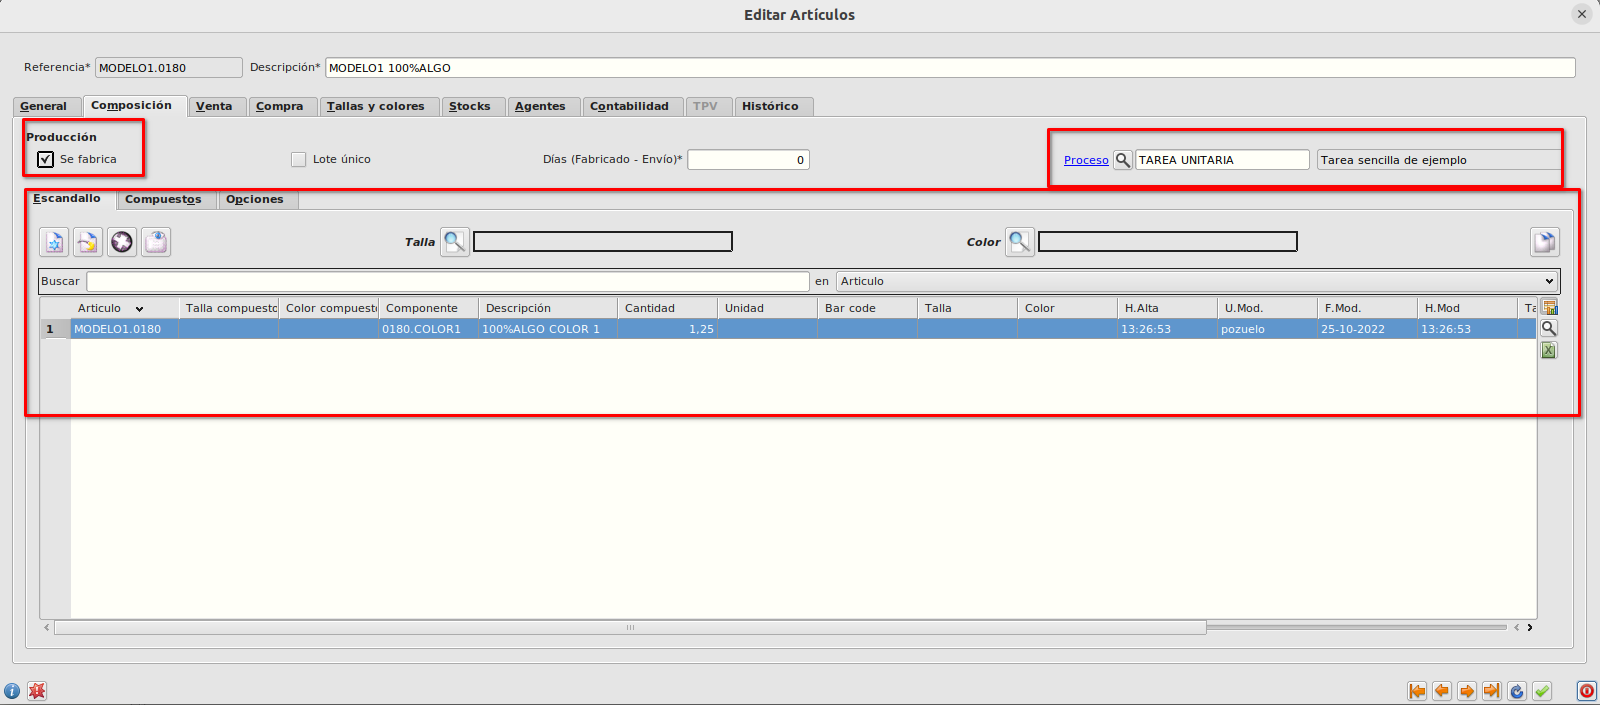 Editar Artículos
Referencia* MODELO1.0180 Descripción* MODELO1 100%ALGO
General Composición Venta Compra Tallas y colores Stocks Agentes Contabilidad TPV Histórico
Producción
Se fabrica Lote único Días (Fabricado - Envío)* 0 Proceso TAREA UNITARIA Tarea sencilla de ejemplo
Escandallo Compuestos Opciones
Talla Color
Buscar en Articulo
Articulo Talla compuesto Color compuest Componente Descripción Cantidad Unidad Bar code Talla Color H.Alta U.Mod. F.Mod. H.Mod Ta
1 MODELO1.0180 0180.COLOR1 100%ALGO COLOR 1 1,25 13:26:53 pozuelo 25-10-2022 13:26:53